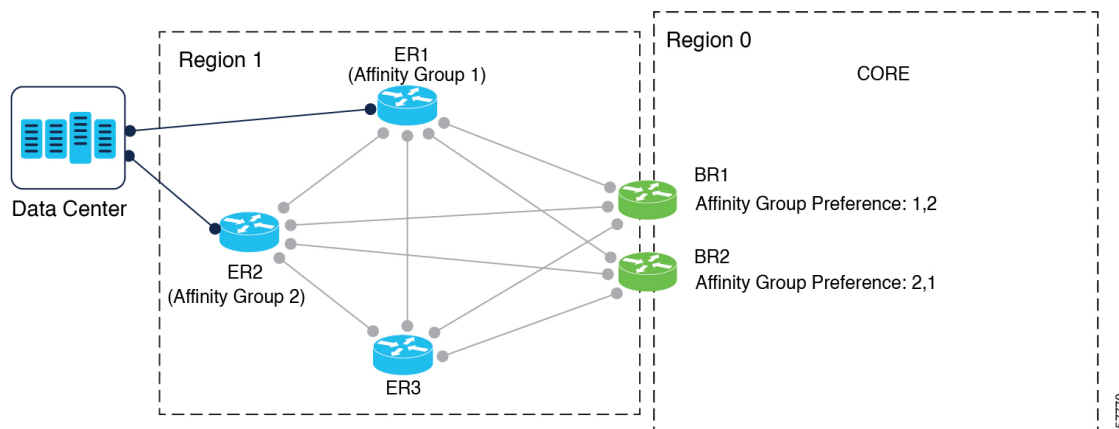 Region 1
ER1
(Affinity Group 1)
Region 0
CORE
Data Center
BR1
Affinity Group Preference: 1,2
BR2
Affinity Group Preference: 2,1
ER2
(Affinity Group 2)
ER3